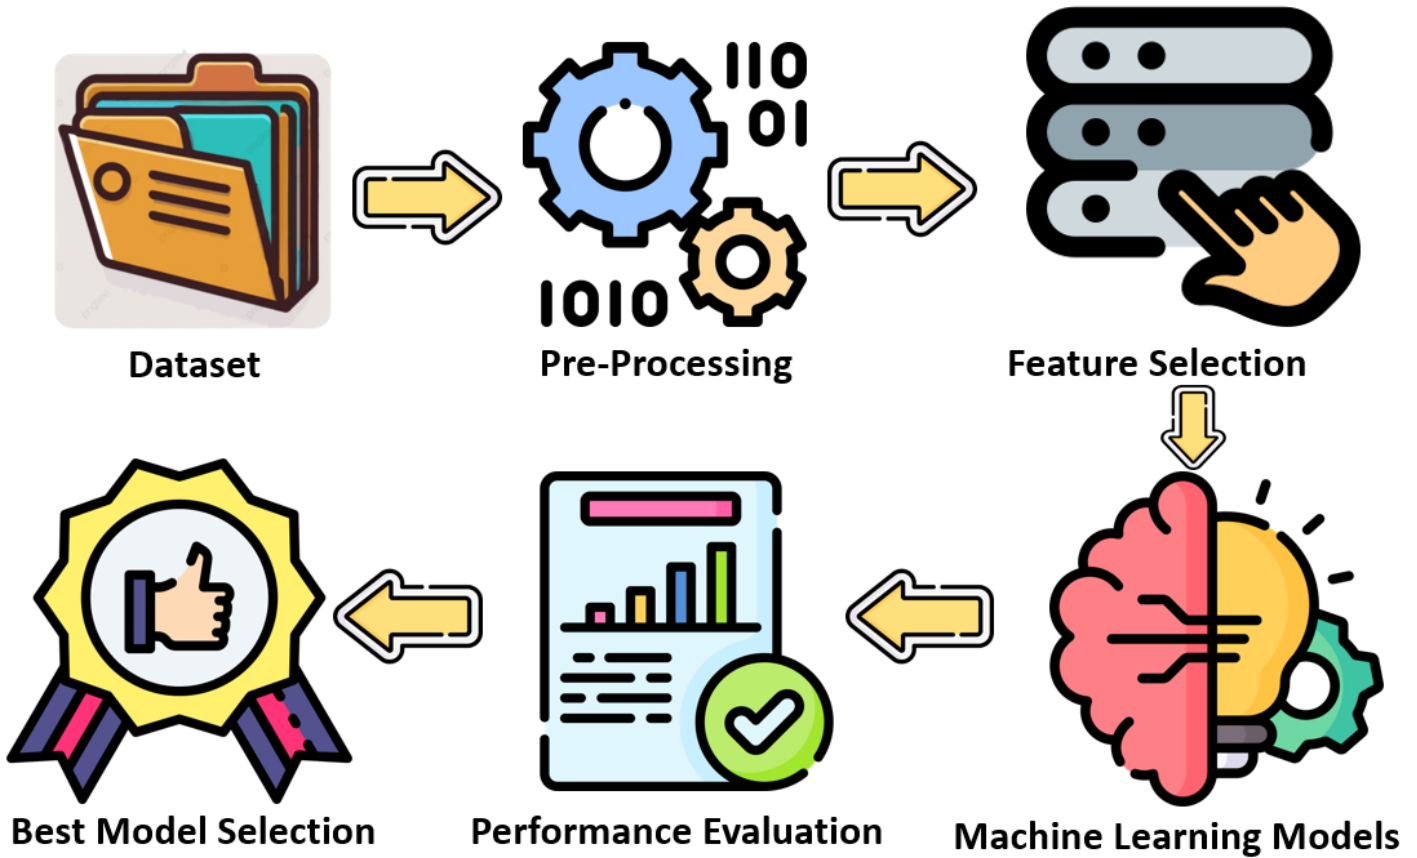 110
01
1010
Dataset
Pre-Processing
Feature Selection
Best Model Selection
Performance Evaluation
Machine Learning Models